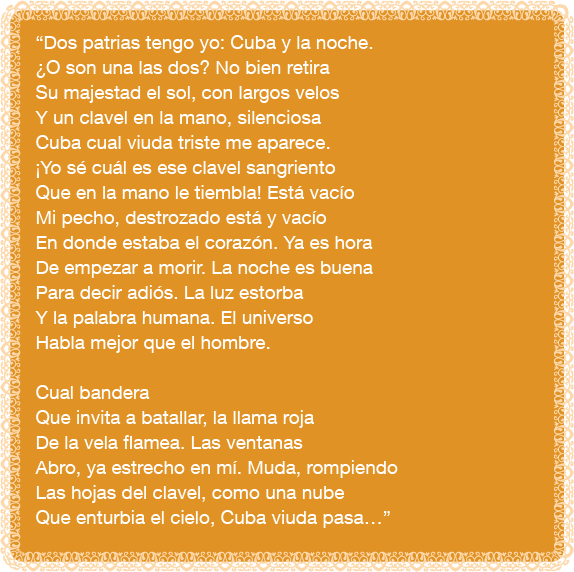 “Dos patrias tengo yo: Cuba y la noche.
¿O son una las dos? No bien retira
Su majestad el sol, con largos velos
Y un clavel en la mano, silenciosa
Cuba cual viuda triste me aparece.
¡Yo sé cuál es ese clavel sangriento
Que en la mano le tiembla! Está vacío
Mi pecho, destrozado está y vacío
En donde estaba el corazón. Ya es hora
De empezar a morir. La noche es buena
Para decir adiós. La luz estorba
Y la palabra humana. El universo
Habla mejor que el hombre.

Cual bandera
Que invita a batallar, la llama roja
De la vela flamea. Las ventanas
Abro, ya estrecho en mí. Muda, rompiendo
Las hojas del clavel, como una nube
Que enturbia el cielo, Cuba viuda pasa…”